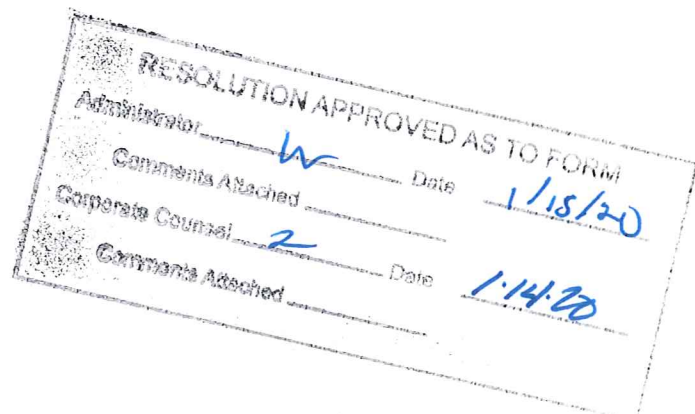 RESOLUTION APPROVED AS TO FORM
Administrator Date 1/15/20
Comments Attached
Corporate Counsel Date 1.14.20
Comments Attached